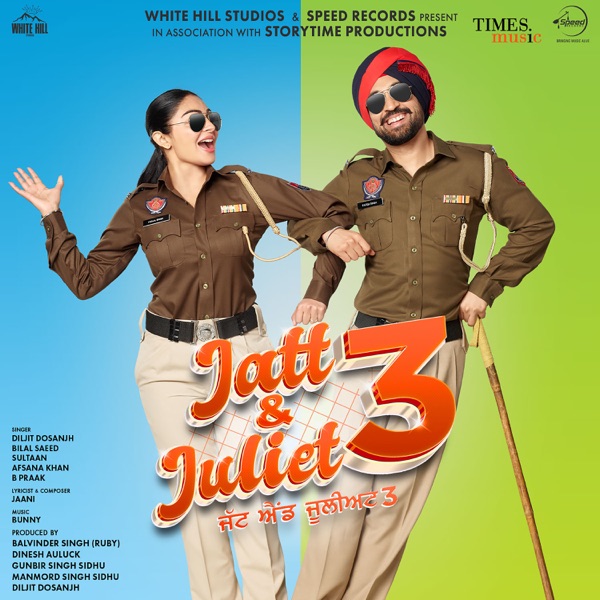 WHITE HILL
WHITE HILL STUDIOS & SPEED RECORDS PRESENT
IN ASSOCIATION WITH STORYTIME PRODUCTIONS
TIMES.
music
Speed
Jatt
& 3
Juliet
ਜੱਟ ਐਂਡ ਜੂਲੀਅਟ 3
SINGER
DILJIT DOSANJH
BILAL SAEED
SULTAAN
AFSANA KHAN
B PRAAK
LYRICIST & COMPOSER
JAANI
MUSIC
BUNNY
PRODUCED BY
BALVINDER SINGH (RUBY)
DINESH AULUCK
GUNBIR SINGH SIDHU
MANMORD SINGH SIDHU
DILJIT DOSANJH